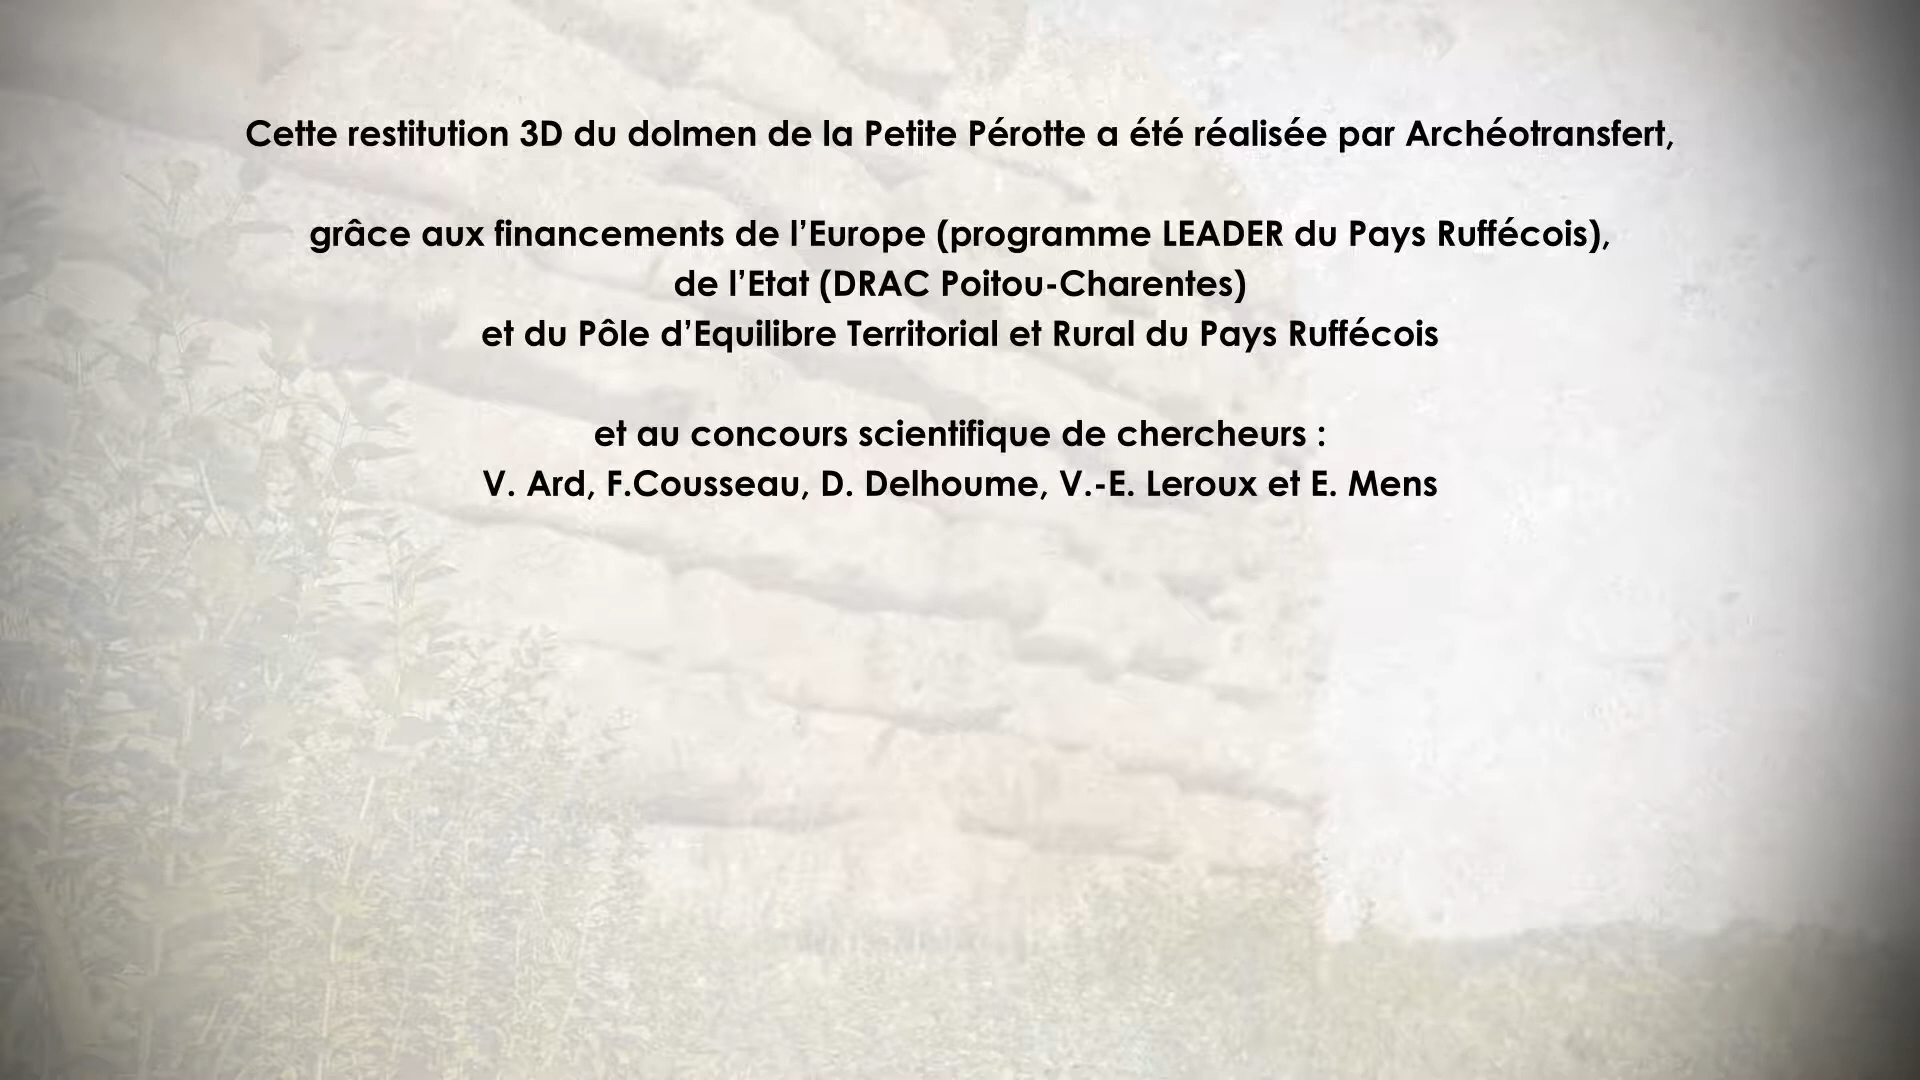 Cette restitution 3D du dolmen de la Petite Pérotte a été réalisée par Archéotransfert,
grâce aux financements de l’Europe (programme LEADER du Pays Ruffécois),
de l’Etat (DRAC Poitou-Charentes)
et du Pôle d’Equilibre Territorial et Rural du Pays Ruffécois
et au concours scientifique de chercheurs :
V. Ard, F.Cousseau, D. Delhoume, V.-E. Leroux et E. Mens